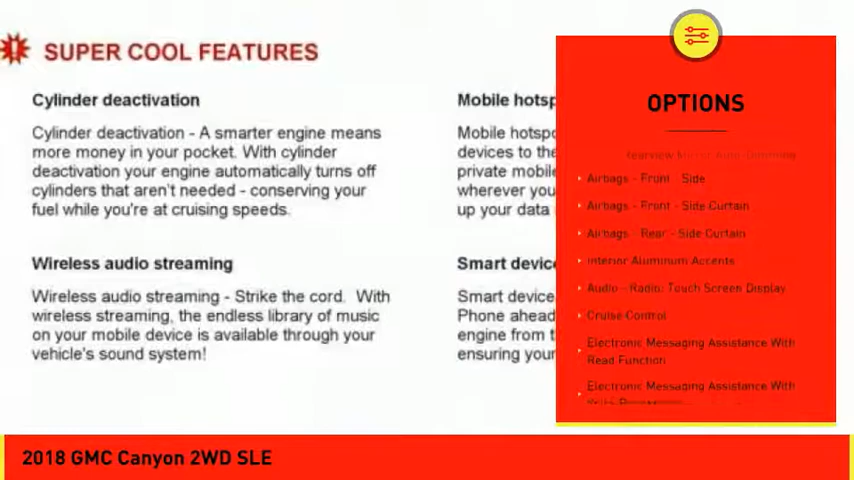 SUPER COOL FEATURES
Cylinder deactivation
Cylinder deactivation - A smarter engine means
more money in your pocket. With cylinder
deactivation your engine automatically turns off
cylinders that aren't needed - conserving your
fuel while you're at cruising speeds.
Wireless audio streaming
Wireless audio streaming - Strike the cord. With
wireless streaming, the endless library of music
on your mobile device is available through your
vehicle's sound system!
Mobile hotsp
Mobile hotspo
devices to the
private mobile
wherever you
up your data
Smart device
Smart device
Phone ahead
engine from t
ensuring your
OPTIONS
Airbags - Front - Side
Airbags - Front - Side Curtain
Airbags - Rear - Side Curtain
Interior Aluminum Accents
Audio - Radio: Touch Screen Display
Cruise Control
Electronic Messaging Assistance With
Read Function
Electronic Messaging Assistance With
2018 GMC Canyon 2WD SLE